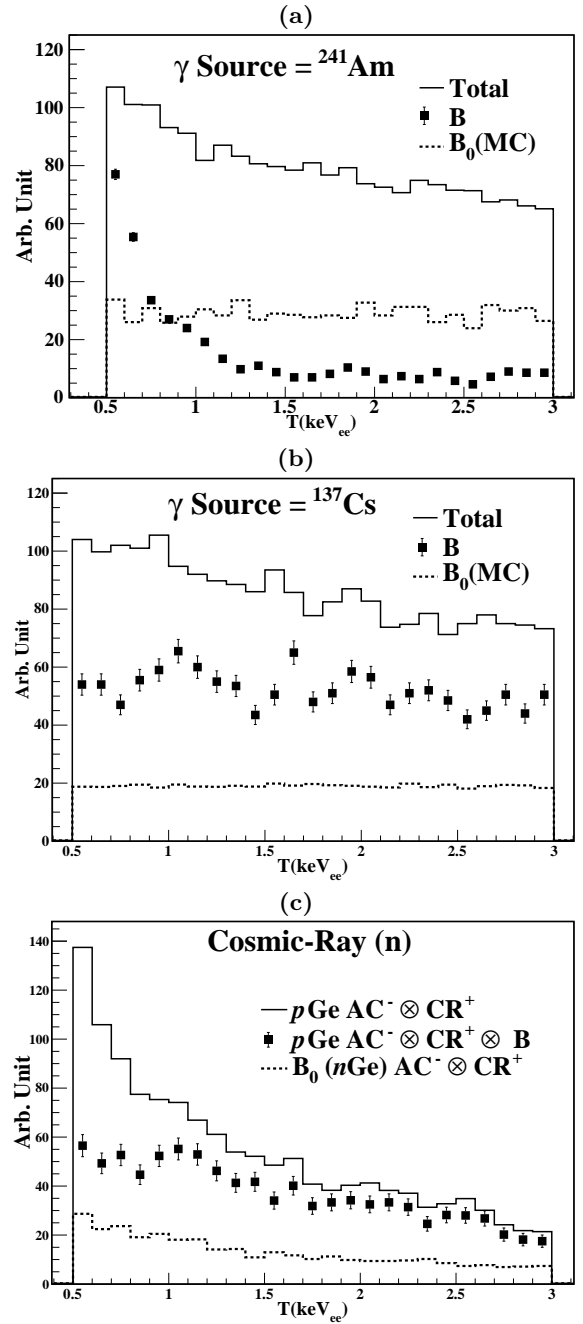 (a)
γ Source = ²⁴¹Am
Total
B
B₀(MC)
Arb. Unit
120
100
80
60
40
20
0
0.5 1 1.5 2 2.5 3
T(keVₑₑ)
(b)
γ Source = ¹³⁷Cs
Total
B
B₀(MC)
Arb. Unit
120
100
80
60
40
20
0
0.5 1 1.5 2 2.5 3
T(keVₑₑ)
(c)
Cosmic-Ray (n)
pGe AC⁻ ⊗ CR⁺
pGe AC⁻ ⊗ CR⁺ ⊗ B
B₀ (nGe) AC⁻ ⊗ CR⁺
Arb. Unit
140
120
100
80
60
40
20
0
0.5 1 1.5 2 2.5 3
T(keVₑₑ)